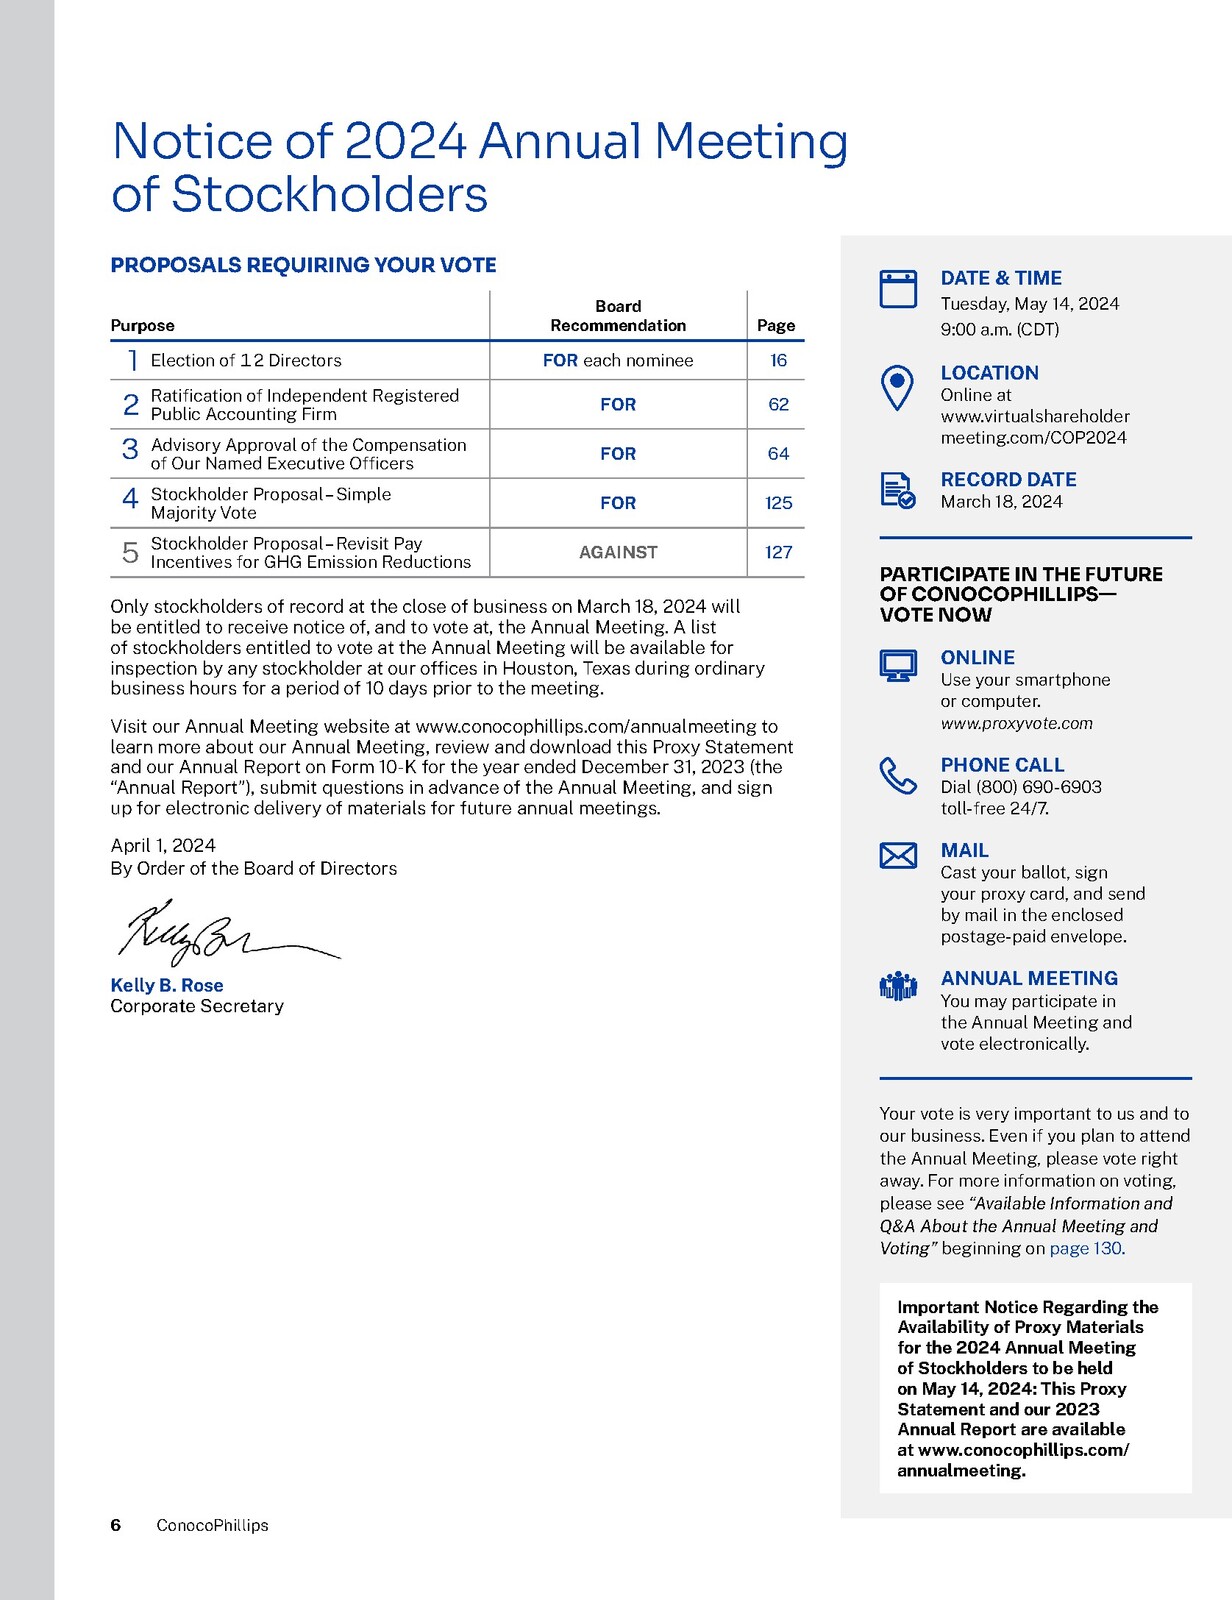 Notice of 2024 Annual Meeting
of Stockholders
PROPOSALS REQUIRING YOUR VOTE
Purpose
Board
Recommendation
Page
1 Election of 12 Directors FOR each nominee 16
2 Ratification of Independent Registered
Public Accounting Firm FOR 62
3 Advisory Approval of the Compensation
of Our Named Executive Officers FOR 64
4 Stockholder Proposal – Simple
Majority Vote FOR 125
5 Stockholder Proposal – Revisit Pay
Incentives for GHG Emission Reductions AGAINST 127
Only stockholders of record at the close of business on March 18, 2024 will
be entitled to receive notice of, and to vote at, the Annual Meeting. A list
of stockholders entitled to vote at the Annual Meeting will be available for
inspection by any stockholder at our offices in Houston, Texas during ordinary
business hours for a period of 10 days prior to the meeting.
Visit our Annual Meeting website at www.conocophillips.com/annualmeeting to
learn more about our Annual Meeting, review and download this Proxy Statement
and our Annual Report on Form 10-K for the year ended December 31, 2023 (the
“Annual Report”), submit questions in advance of the Annual Meeting, and sign
up for electronic delivery of materials for future annual meetings.
April 1, 2024
By Order of the Board of Directors
Kelly B. Rose
Corporate Secretary
DATE & TIME
Tuesday, May 14, 2024
9:00 a.m. (CDT)
LOCATION
Online at
www.virtualshareholder
meeting.com/COP2024
RECORD DATE
March 18, 2024
PARTICIPATE IN THE FUTURE
OF CONOCOPHILLIPS—
VOTE NOW
ONLINE
Use your smartphone
or computer.
www.proxyvote.com
PHONE CALL
Dial (800) 690-6903
toll-free 24/7.
MAIL
Cast your ballot, sign
your proxy card, and send
by mail in the enclosed
postage-paid envelope.
ANNUAL MEETING
You may participate in
the Annual Meeting and
vote electronically.
Your vote is very important to us and to
our business. Even if you plan to attend
the Annual Meeting, please vote right
away. For more information on voting,
please see “Available Information and
Q&A About the Annual Meeting and
Voting” beginning on page 130.
Important Notice Regarding the
Availability of Proxy Materials
for the 2024 Annual Meeting
of Stockholders to be held
on May 14, 2024: This Proxy
Statement and our 2023
Annual Report are available
at www.conocophillips.com/
annualmeeting.
6 ConocoPhillips